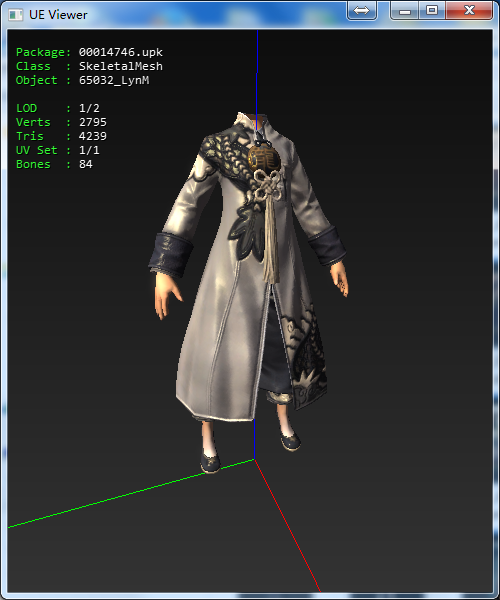 UE Viewer
Package: 00014746.upk
Class : SkeletalMesh
Object : 65032_LynM
LOD : 1/2
Verts : 2795
Tris : 4239
UV Set : 1/1
Bones : 84